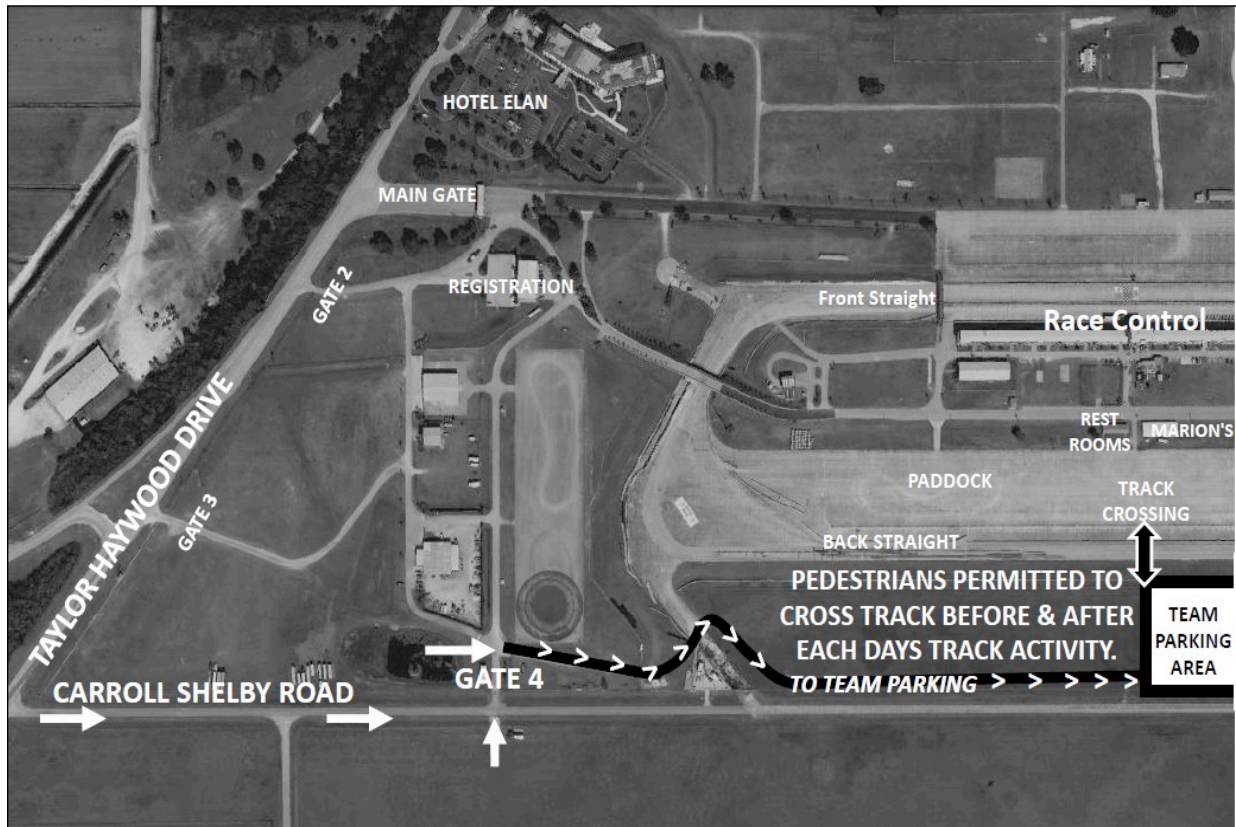 HOTEL ELAN
MAIN GATE
GATE 2
REGISTRATION
Front Straight
Race Control
TAYLOR HAYWOOD DRIVE
REST
ROOMS
MARION'S
PADDOCK
TRACK
CROSSING
GATE 3
BACK STRAIGHT
PEDESTRIANS PERMITTED TO
CROSS TRACK BEFORE & AFTER
EACH DAYS TRACK ACTIVITY.
TEAM
PARKING
AREA
GATE 4
TO TEAM PARKING
CARROLL SHELBY ROAD